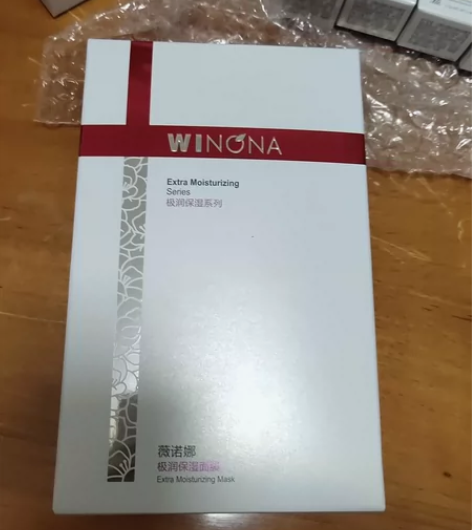 WINONA
Extra Moisturizing
Series
极润保湿系列
薇诺娜
极润保湿面膜
Extra Moisturizing Mask